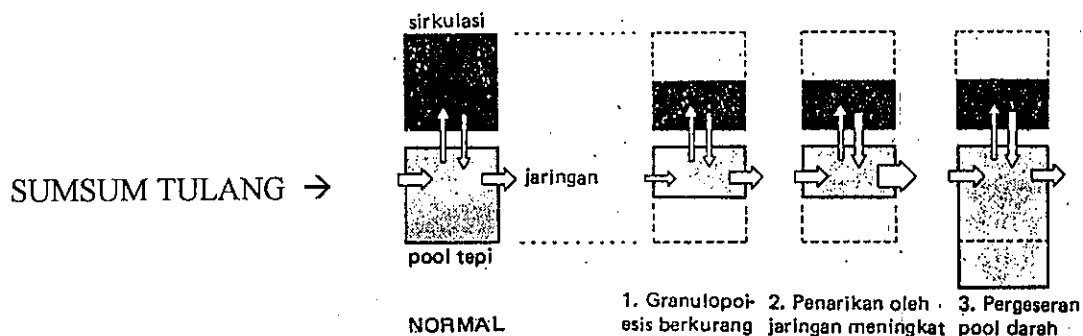 sirkulasi
SUMSUM TULANG →
jaringan
pool tepi
NORMAL
1. Granulopoi-
esis berkurang
2. Penarikan oleh
jaringan meningkat
3. Pergeseran
pool darah